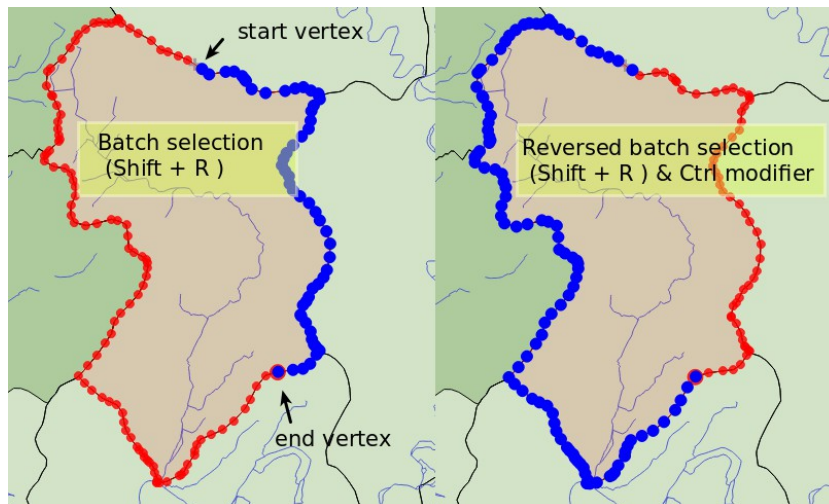 start vertex
Batch selection
(Shift + R )
end vertex
Reversed batch selection
(Shift + R ) & Ctrl modifier